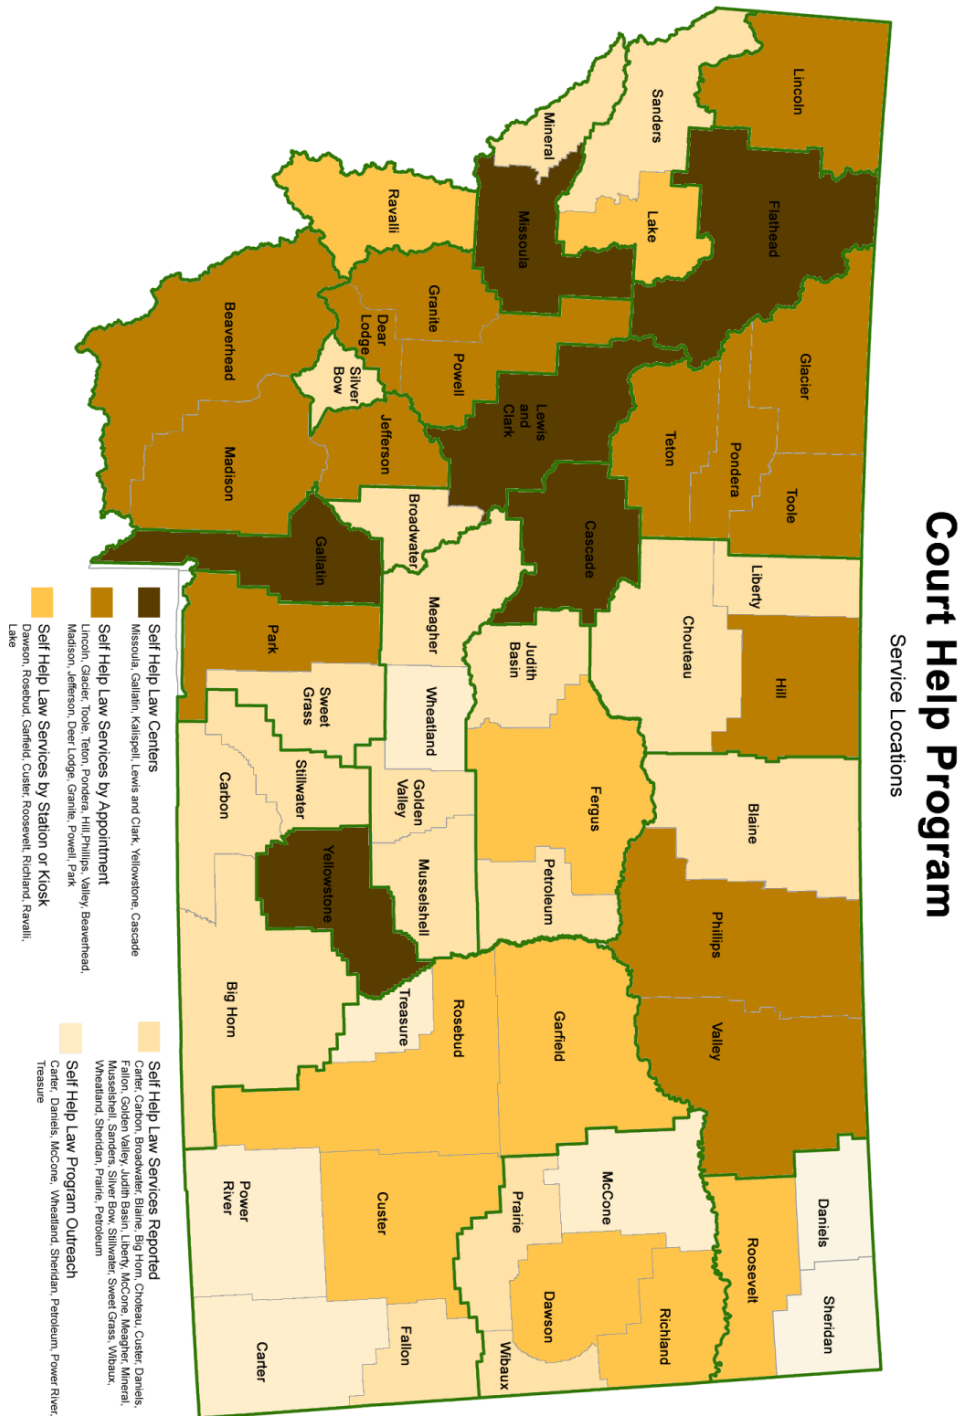 Court Help Program
Service Locations
Lincoln
Sanders
Mineral
Flathead
Lake
Missoula
Ravalli
Glacier
Toole
Pondera
Teton
Lewis
and
Clark
Powell
Granite
Dear
Lodge
Silver
Bow
Beaverhead
Madison
Jefferson
Broadwater
Gallatin
Cascade
Liberty
Hill
Chouteau
Meagher
Judith
Basin
Wheatland
Park
Sweet
Grass
Blaine
Fergus
Petroleum
Golden
Valley
Musselshell
Stillwater
Carbon
Yellowstone
Phillips
Valley
Garfield
Rosebud
Treasure
Big Horn
Daniels
Sheridan
Roosevelt
McCone
Richland
Dawson
Prairie
Wibaux
Custer
Fallon
Power
River
Carter
Self Help Law Centers
Missoula, Gallatin, Kalispell, Lewis and Clark, Yellowstone, Cascade
Self Help Law Services by Appointment
Lincoln, Glacier, Toole, Teton, Pondera, Hill,Phillips, Valley, Beaverhead,
Madison, Jefferson, Deer Lodge, Granite, Powell, Park
Self Help Law Services by Station or Kiosk
Dawson, Rosebud, Garfield, Custer, Roosevelt, Richland, Ravalli,
Lake
Self Help Law Services Reported
Carter, Carbon, Broadwater, Blaine, Big Horn, Choteau, Custer, Daniels,
Fallon, Golden Valley, Judith Basin, Liberty, McCone, Meagher, Mineral,
Musselshell, Sanders, Silver Bow, Stillwater, Sweet Grass, Wibaux,
Wheatland, Sheridan, Prairie, Petroleum
Self Help Law Program Outreach
Carter, Daniels, McCone, Wheatland, Sheridan, Petroleum, Power River,
Treasure